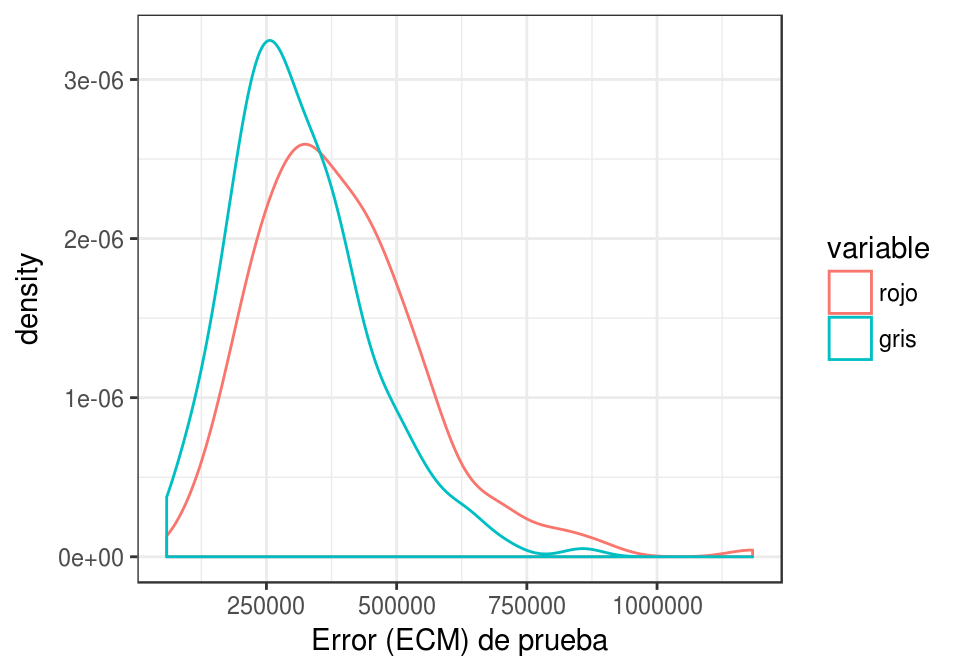 density
3e-06
2e-06
1e-06
0e+00
250000 500000 750000 1000000
Error (ECM) de prueba
variable
rojo
gris